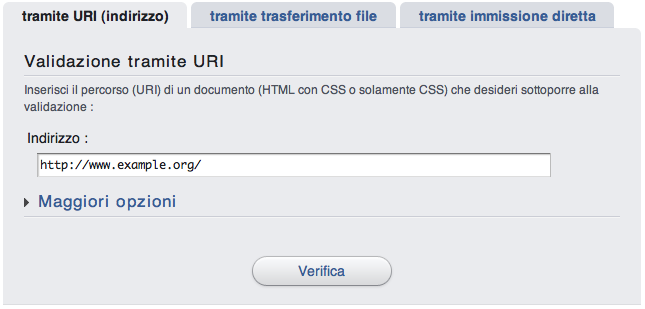 tramite URI (indirizzo) tramite trasferimento file tramite immissione diretta
Validazione tramite URI
Inserisci il percorso (URI) di un documento (HTML con CSS o solamente CSS) che desideri sottoporre alla
validazione :
Indirizzo :
http://www.example.org/
Maggiori opzioni
Verifica